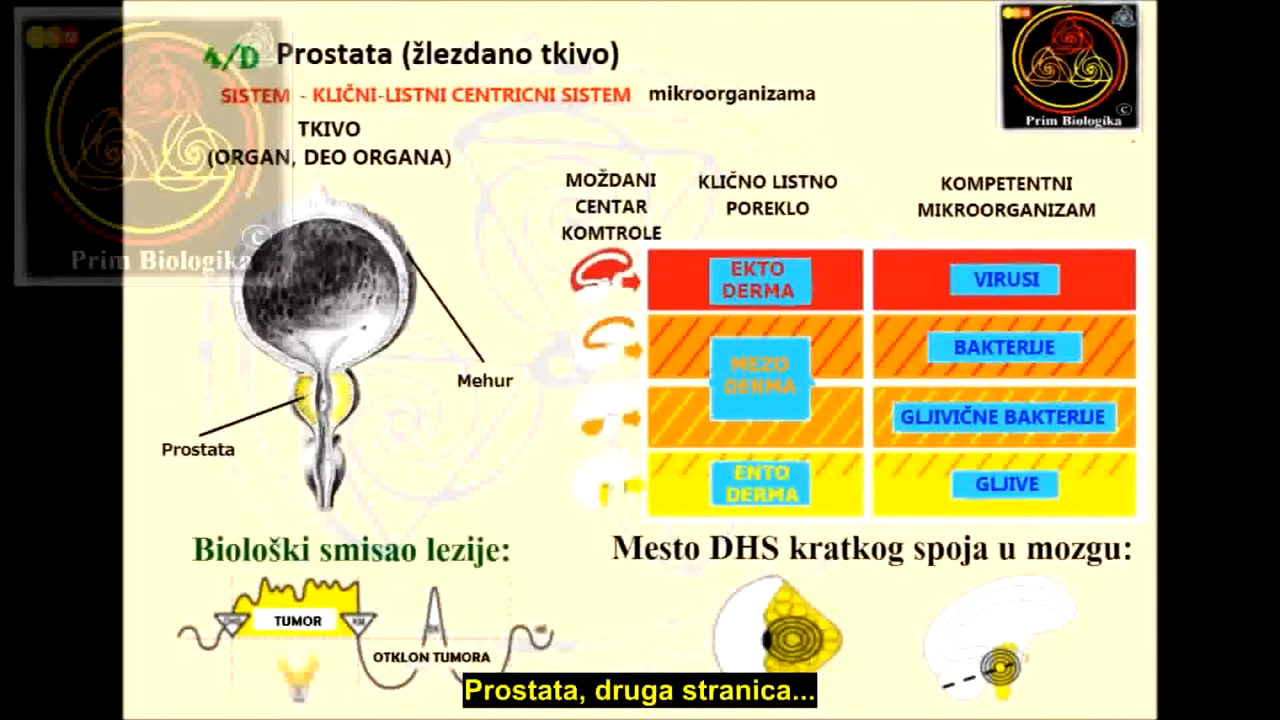 4/D Prostata (žlezdano tkivo)
SISTEM - KLIČNI-LISTNI CENTRICNI SISTEM mikroorganizama
TKIVO
(ORGAN, DEO ORGANA)
Prim Biologika
Prim Biologika
MOŽDANI
CENTAR
KOMTROLE
KLIČNO LISTNO
POREKLO
KOMPETENTNI
MIKROORGANIZAM
EKTO
DERMA
VIRUSI
MEZO
DERMA
BAKTERIJE
GLJIVIČNE BAKTERIJE
ENTO
DERMA
GLJIVE
Mehur
Prostata
Biološki smisao lezije:
Mesto DHS kratkog spoja u mozgu:
TUMOR
OTKLON TUMORA
Prostata, druga stranica...